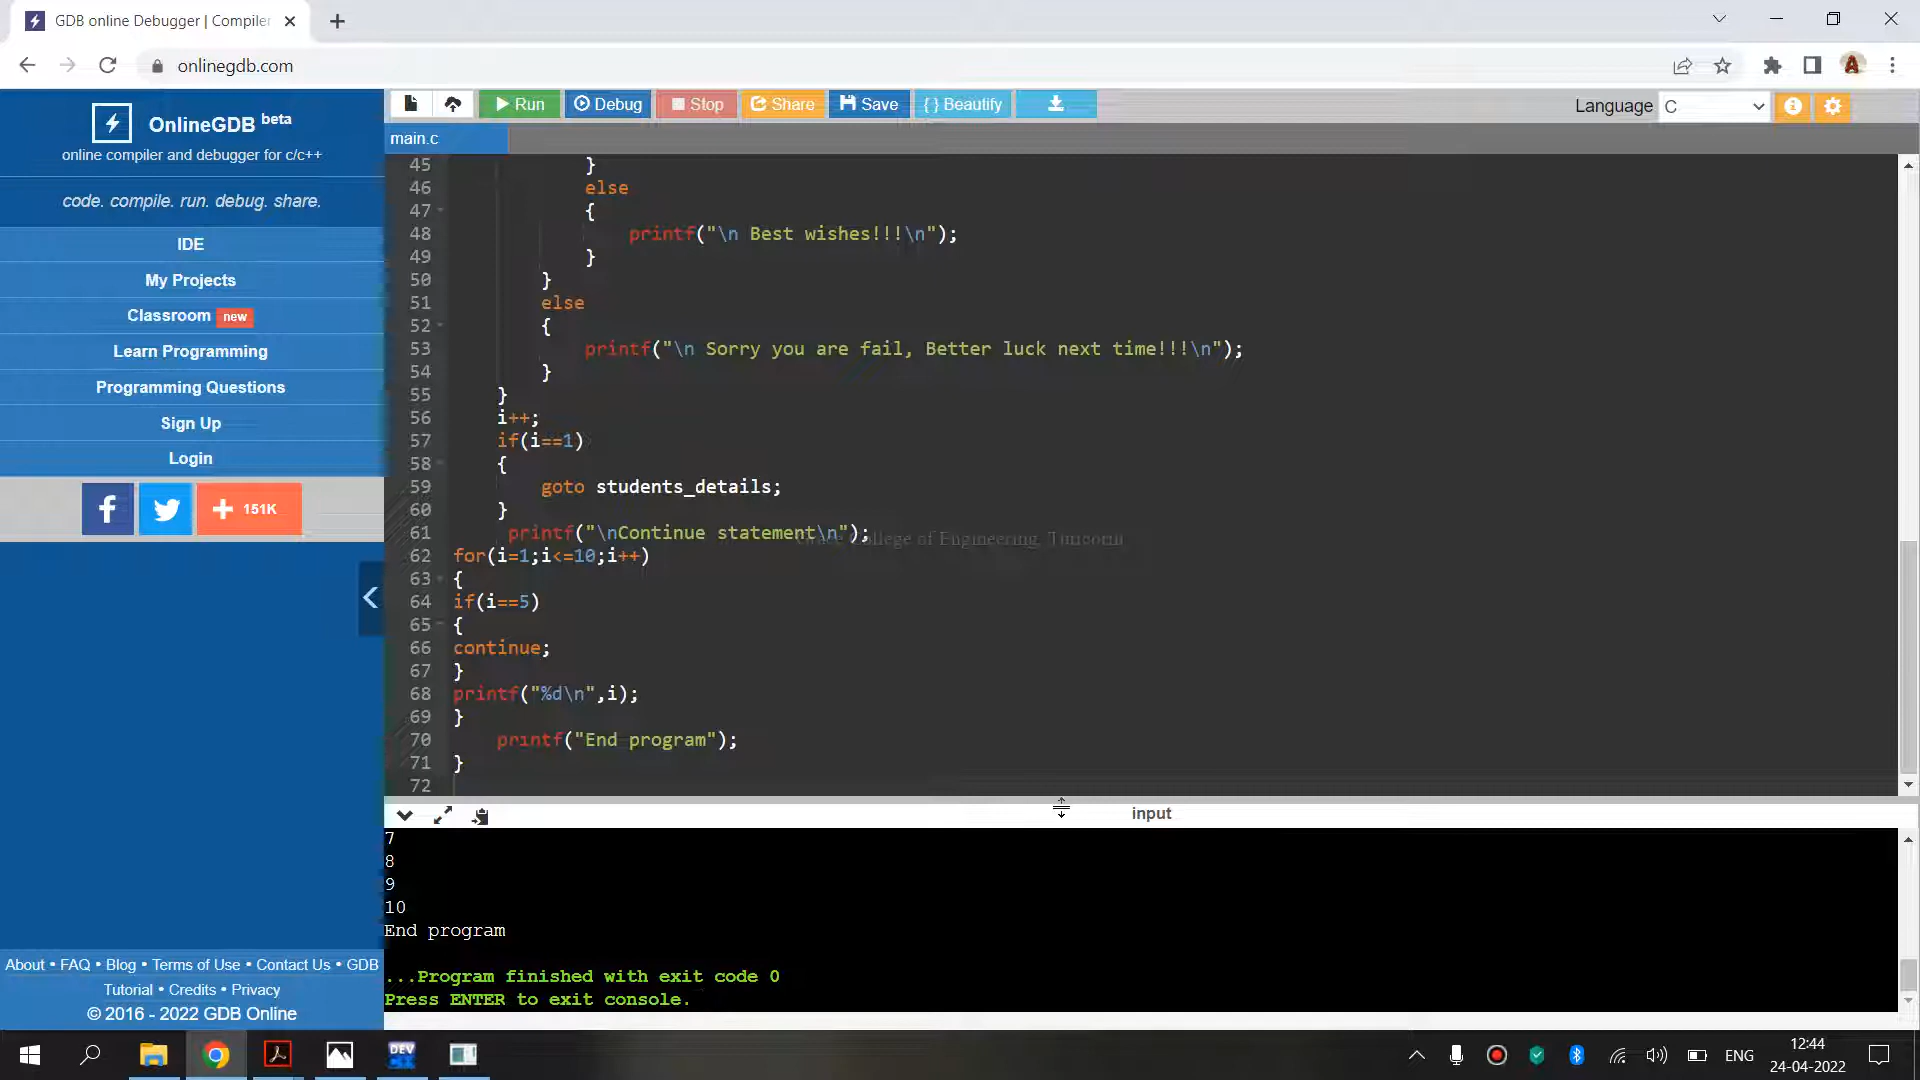 GDB online Debugger | Compiler
onlinegdb.com
OnlineGDB beta
online compiler and debugger for c/c++
code. compile. run. debug. share.
IDE
My Projects
Classroom new
Learn Programming
Programming Questions
Sign Up
Login
151K
About • FAQ • Blog • Terms of Use • Contact Us • GDB
Tutorial • Credits • Privacy
© 2016 - 2022 GDB Online
Run Debug Stop Share Save { } Beautify
Language C
main.c
45 }
46 else
47 {
48 printf("\n Best wishes!!!\n");
49 }
50 }
51 else
52 {
53 printf("\n Sorry you are fail, Better luck next time!!!\n");
54 }
55 }
56 i++;
57 if(i==1)
58 {
59 goto students_details;
60 }
61 printf("\nContinue statement\n");
College of Engineering,
62 for(i=1;i<=10;i++)
63 {
64 if(i==5)
65 {
66 continue;
67 }
68 printf("%d\n",i);
69 }
70 printf("End program");
71 }
72
input
7
8
9
10
End program
...Program finished with exit code 0
Press ENTER to exit console.
DEV
ENG
12:44
24-04-2022